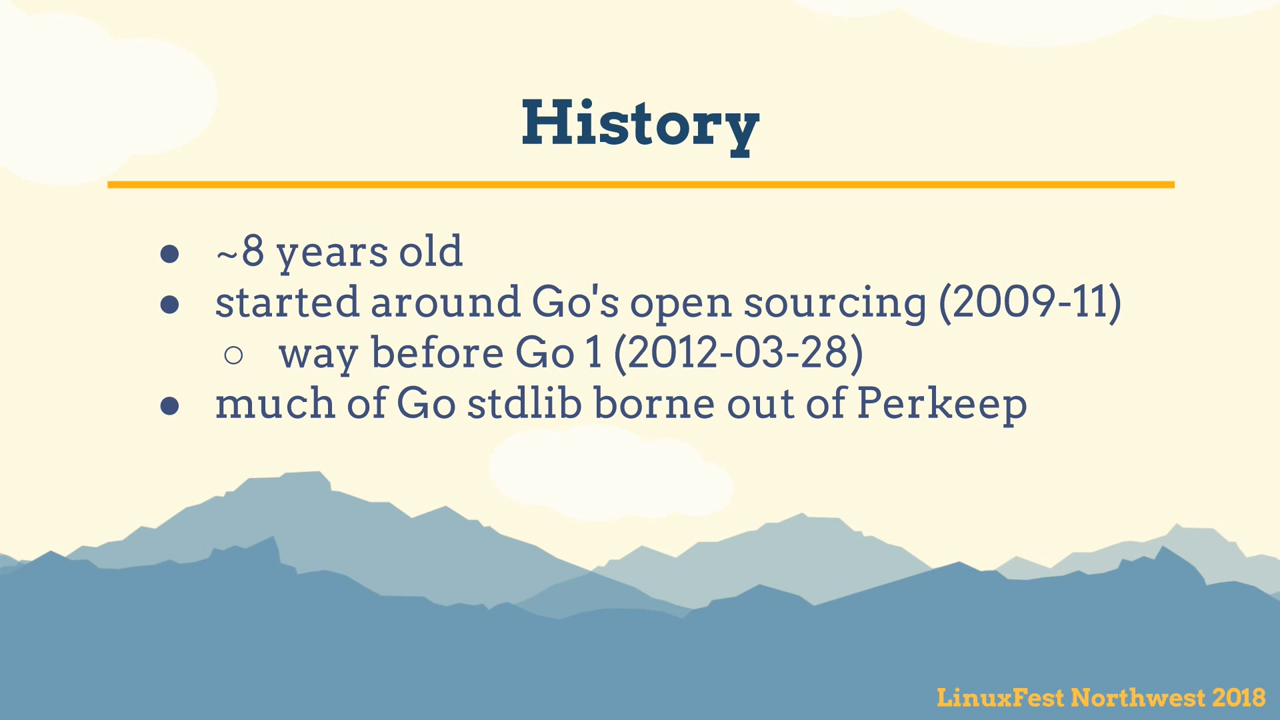 History
● ~8 years old
● started around Go's open sourcing (2009-11)
○ way before Go 1 (2012-03-28)
● much of Go stdlib borne out of Perkeep
LinuxFest Northwest 2018